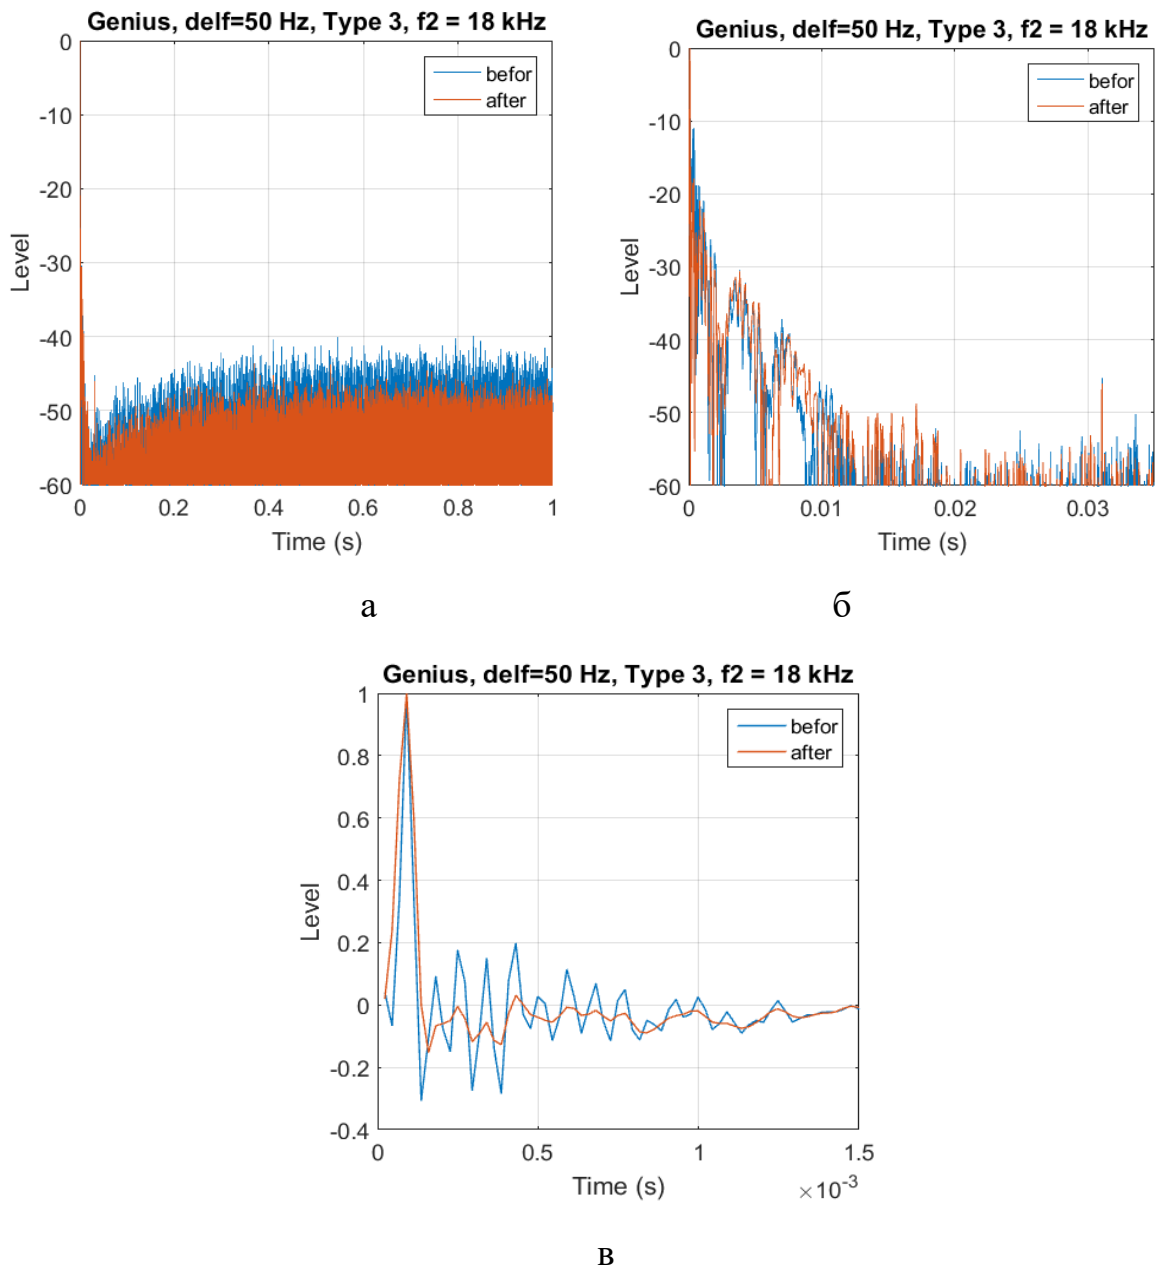 Genius, delf=50 Hz, Type 3, f2 = 18 kHz
befor
after
0
-10
-20
-30
-40
-50
-60
Level
0
0.2
0.4
0.6
0.8
1
Time (s)
а
Genius, delf=50 Hz, Type 3, f2 = 18 kHz
befor
after
0
-10
-20
-30
-40
-50
-60
Level
0
0.01
0.02
0.03
Time (s)
б
Genius, delf=50 Hz, Type 3, f2 = 18 kHz
befor
after
1
0.8
0.6
0.4
0.2
0
-0.2
-0.4
Level
0
0.5
1
1.5
Time (s)
×10⁻³
в